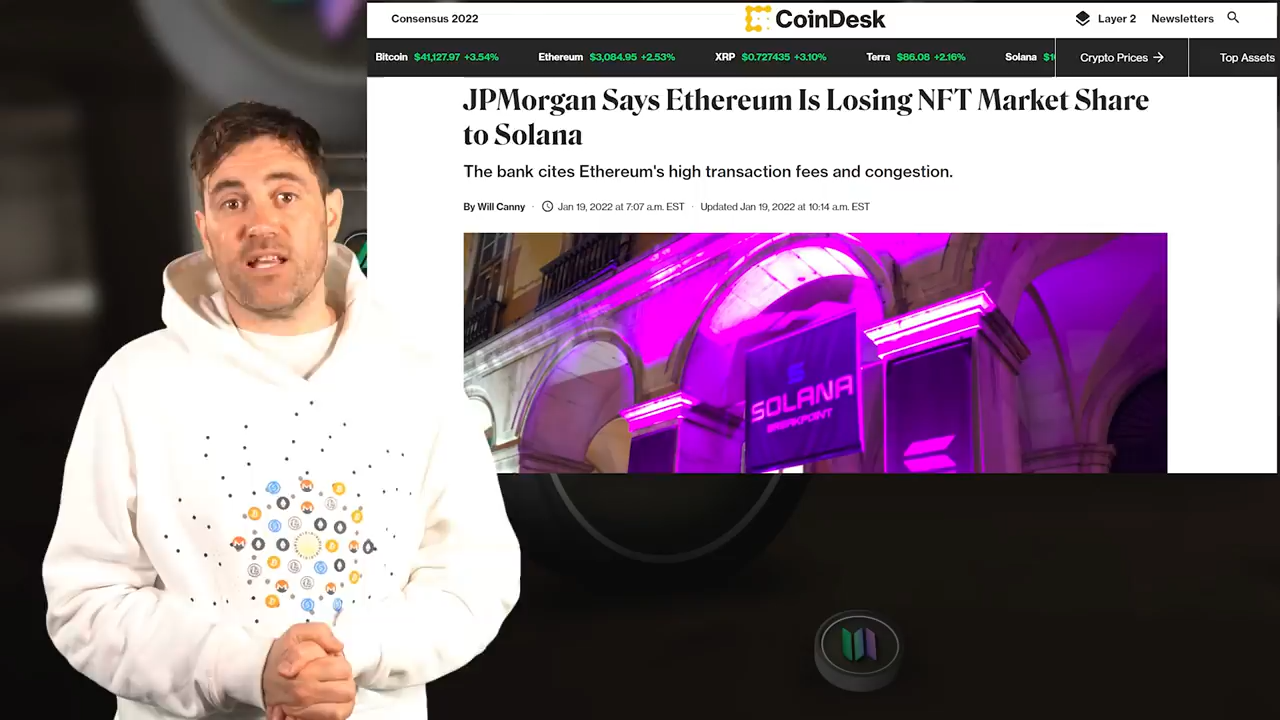 Consensus 2022
CoinDesk
Layer 2 Newsletters
Bitcoin $41,127.97 +3.54% Ethereum $3,084.95 +2.53% XRP $0.727435 +3.10% Terra $86.08 +2.16% Solana Crypto Prices → Top Assets
JPMorgan Says Ethereum Is Losing NFT Market Share
to Solana
The bank cites Ethereum's high transaction fees and congestion.
By Will Canny · Jan 19, 2022 at 7:07 a.m. EST · Updated Jan 19, 2022 at 10:14 a.m. EST
SOLANA
BREAKPOINT